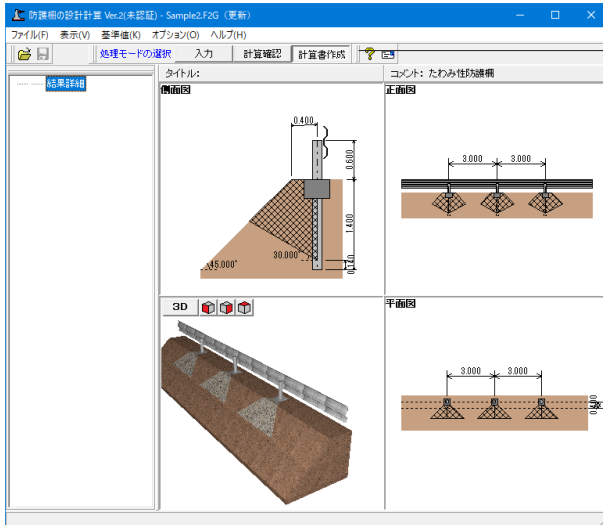 防護柵の設計計算 Ver.2(未認証) - Sample2.F2G（更新）
ファイル(F) 表示(V) 基準値(K) オプション(O) ヘルプ(H)
処理モードの選択 入力 計算確認 計算書作成
タイトル: コメント: たわみ性防護柵
結果詳細
側面図
0.400
0.600
1.400
0.140
30.000°
45.000°
正面図
3.000 3.000
3D
平面図
3.000 3.000
0.400